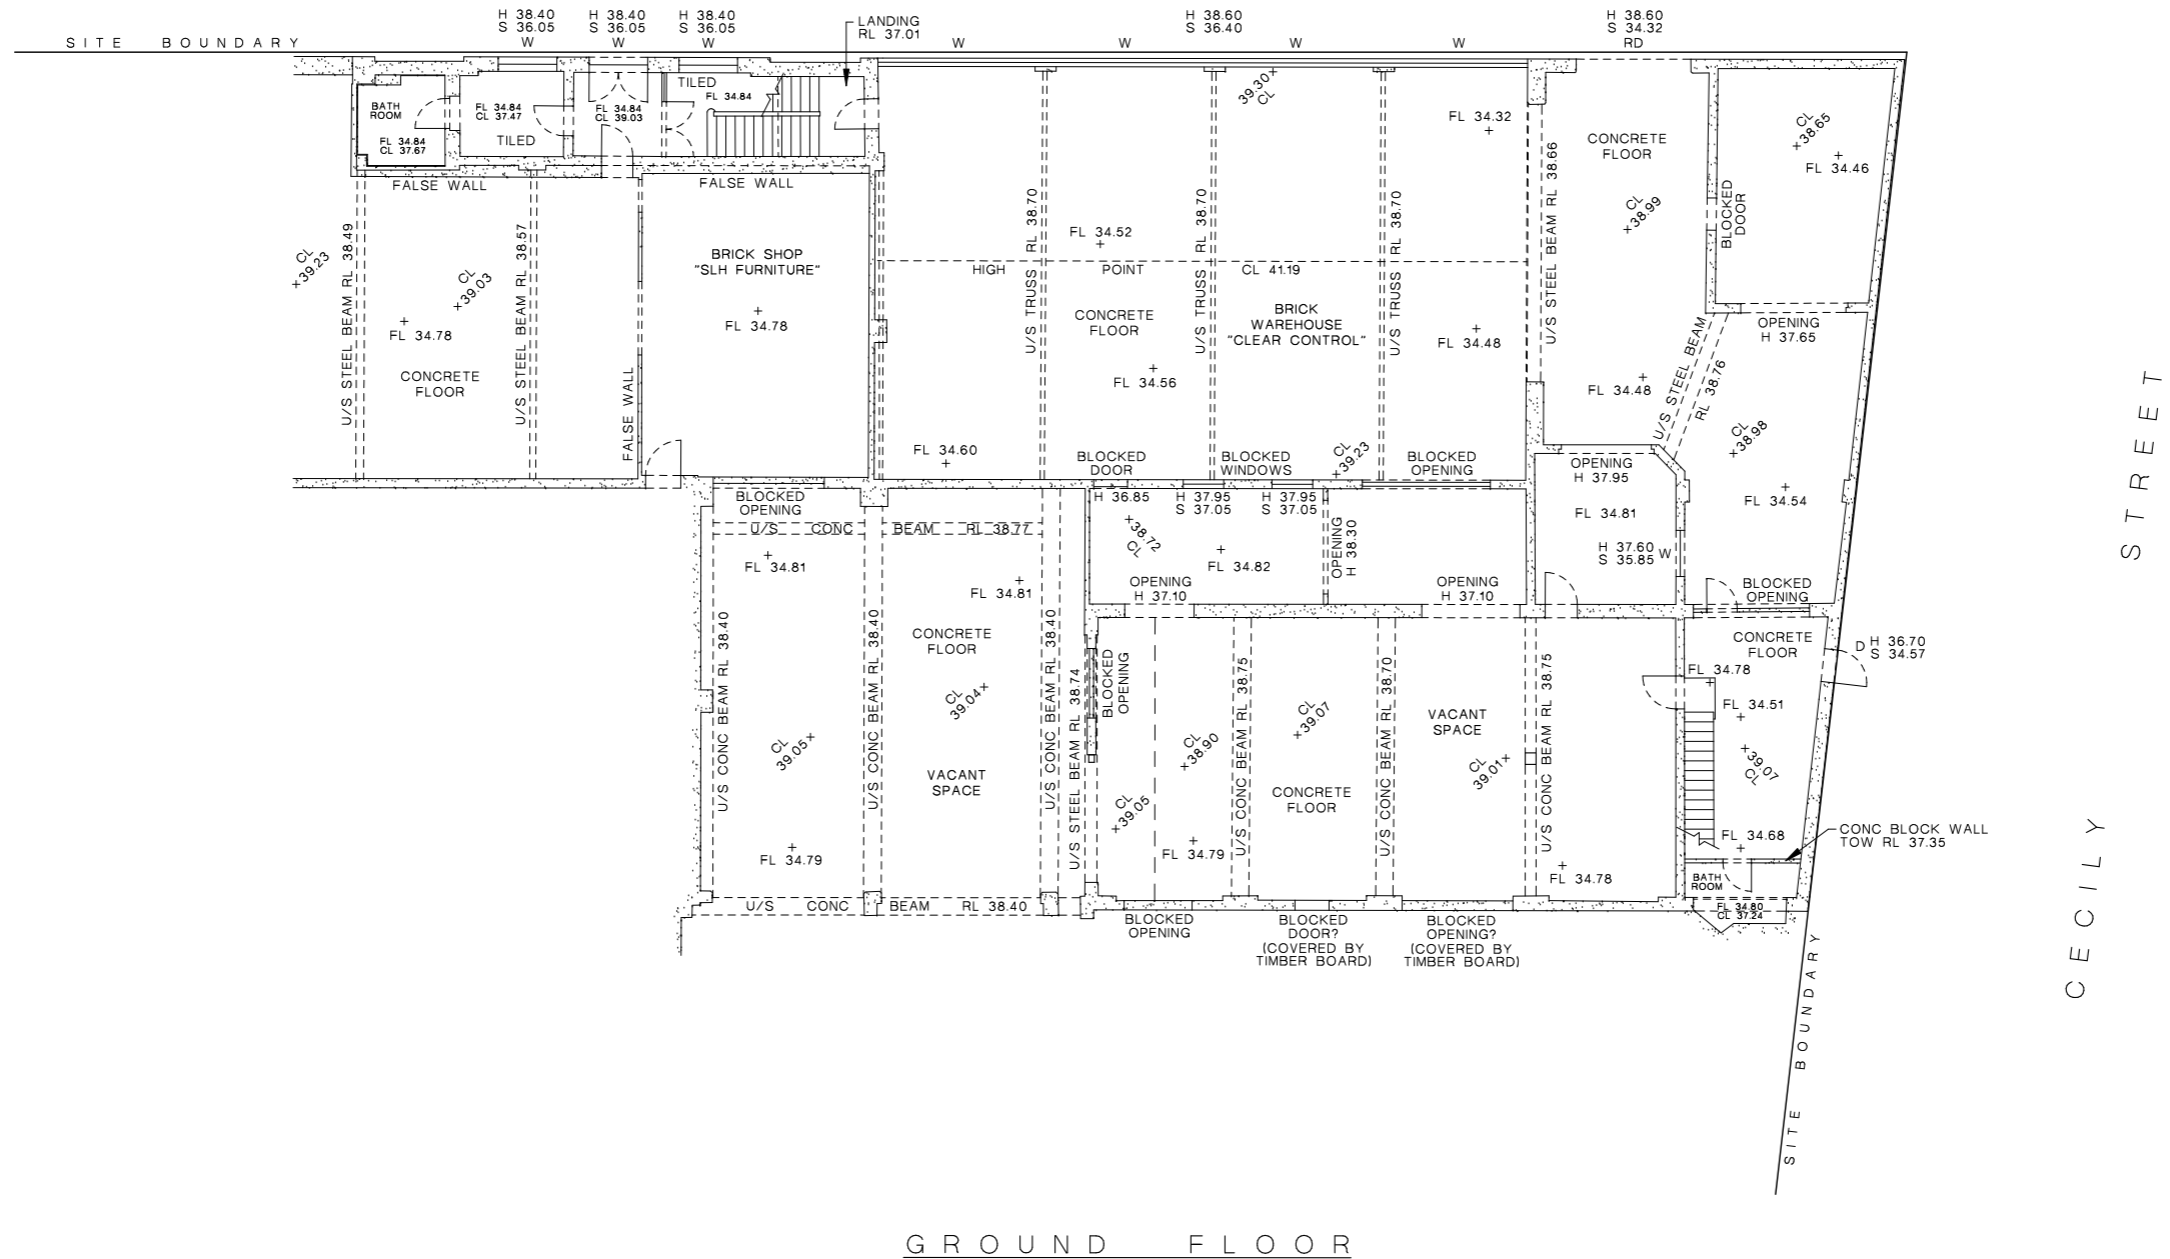 H 38.40
S 36.05
W
H 38.40
S 36.05
W
H 38.40
S 36.05
W
LANDING
RL 37.01
W
W
H 38.60
S 36.40
W
W
H 38.60
S 34.32
RD
SITE BOUNDARY
BATH
ROOM
FL 34.84
CL 37.67
FL 34.84
CL 37.47
TILED
FL 34.84
CL 39.03
TILED
FL 34.84
FALSE WALL
FALSE WALL
CL
39.30
FL 34.32
CONCRETE
FLOOR
CL
38.65
FL 34.46
BLOCKED
DOOR
CL
38.99
U/S STEEL BEAM RL 38.66
CL
39.23
U/S STEEL BEAM RL 38.49
CL
39.03
FL 34.78
CONCRETE
FLOOR
U/S STEEL BEAM RL 38.57
FALSE WALL
BRICK SHOP
"SLH FURNITURE"
FL 34.78
U/S TRUSS RL 38.70
FL 34.52
U/S TRUSS RL 38.70
U/S TRUSS RL 38.70
HIGH POINT CL 41.19
CONCRETE
FLOOR
BRICK
WAREHOUSE
"CLEAR CONTROL"
FL 34.56
FL 34.48
FL 34.48
U/S STEEL BEAM
RL 38.76
OPENING
H 37.65
CL
38.98
FL 34.54
FL 34.60
BLOCKED
DOOR
BLOCKED
WINDOWS
CL
39.23
BLOCKED
OPENING
OPENING
H 37.95
FL 34.81
H 37.60
S 35.85
W
BLOCKED
OPENING
BLOCKED
OPENING
U/S CONC BEAM RL 38.77
H 36.85
H 37.95
S 37.05
H 37.95
S 37.05
38.72
CL
OPENING
H 38.30
FL 34.82
OPENING
H 37.10
OPENING
H 37.10
FL 34.81
FL 34.81
U/S CONC BEAM RL 38.40
U/S CONC BEAM RL 38.40
CONCRETE
FLOOR
CL
39.04
CL
39.05
VACANT
SPACE
U/S CONC BEAM RL 38.40
U/S STEEL BEAM RL 38.74
BLOCKED
OPENING
CL
38.90
CL
39.05
U/S CONC BEAM RL 38.75
CL
39.07
CONCRETE
FLOOR
U/S CONC BEAM RL 38.70
VACANT
SPACE
CL
39.01
U/S CONC BEAM RL 38.75
CONCRETE
FLOOR
D
H 36.70
S 34.57
FL 34.78
FL 34.51
39.07
CL
FL 34.68
CONC BLOCK WALL
TOW RL 37.35
BATH
ROOM
FL 34.80
CL 37.24
FL 34.79
FL 34.79
FL 34.78
U/S CONC BEAM RL 38.40
BLOCKED
OPENING
BLOCKED
DOOR?
(COVERED BY
TIMBER BOARD)
BLOCKED
OPENING?
(COVERED BY
TIMBER BOARD)
SITE BOUNDARY
CECILY STREET
GROUND FLOOR